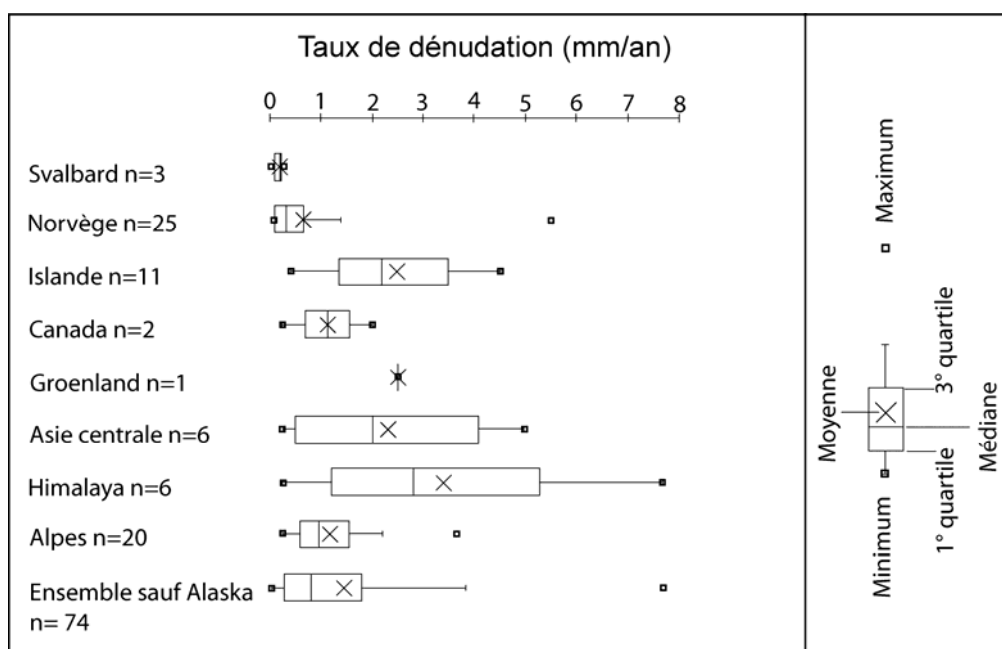 Taux de dénudation (mm/an)
0 1 2 3 4 5 6 7 8
Svalbard n=3
Norvège n=25
Islande n=11
Canada n=2
Groenland n=1
Asie centrale n=6
Himalaya n=6
Alpes n=20
Ensemble sauf Alaska
n= 74
Moyenne
Minimum
Maximum
3° quartile
1° quartile
Médiane